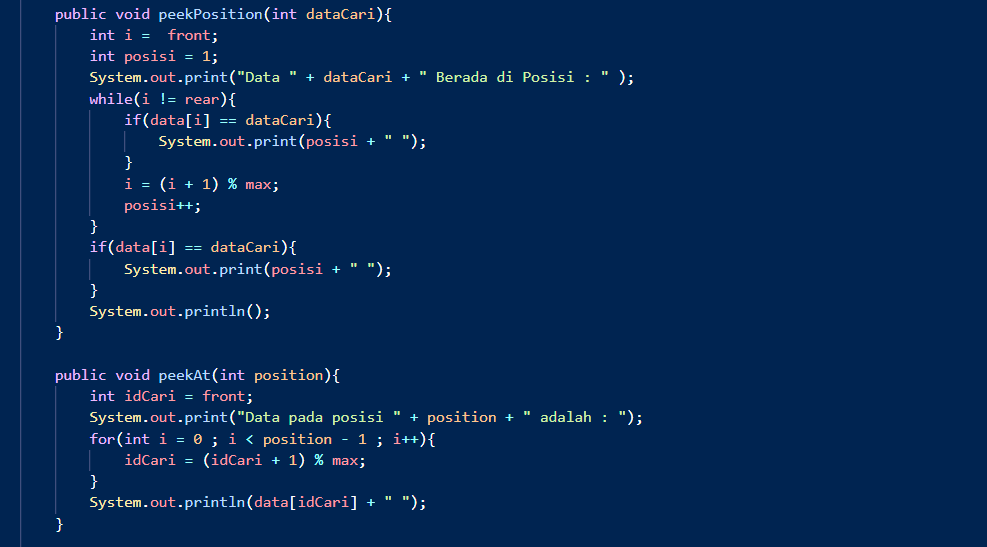 public void peekPosition(int dataCari){
    int i =  front;
    int posisi = 1;
    System.out.print("Data " + dataCari + " Berada di Posisi : " );
    while(i != rear){
        if(data[i] == dataCari){
            System.out.print(posisi + " ");
        }
        i = (i + 1) % max;
        posisi++;
    }
    if(data[i] == dataCari){
        System.out.print(posisi + " ");
    }
    System.out.println();
}

public void peekAt(int position){
    int idCari = front;
    System.out.print("Data pada posisi " + position + " adalah : ");
    for(int i = 0 ; i < position - 1 ; i++){
        idCari = (idCari + 1) % max;
    }
    System.out.println(data[idCari] + " ");
}